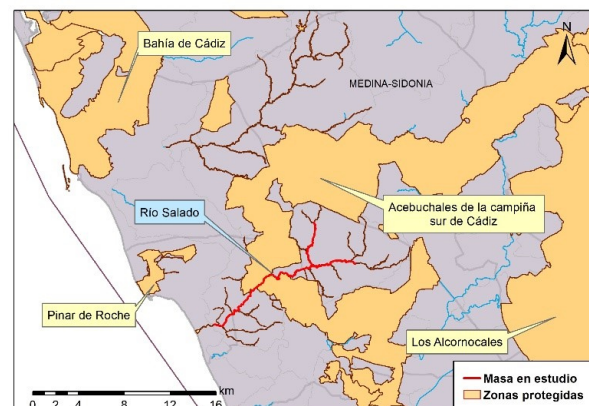 N
Bahía de Cádiz
MEDINA-SIDONIA
Río Salado
Acebuchales de la campiña
sur de Cádiz
Pinar de Roche
Los Alcornocales
km
0 2 4 8 12 16
Masa en estudio
Zonas protegidas